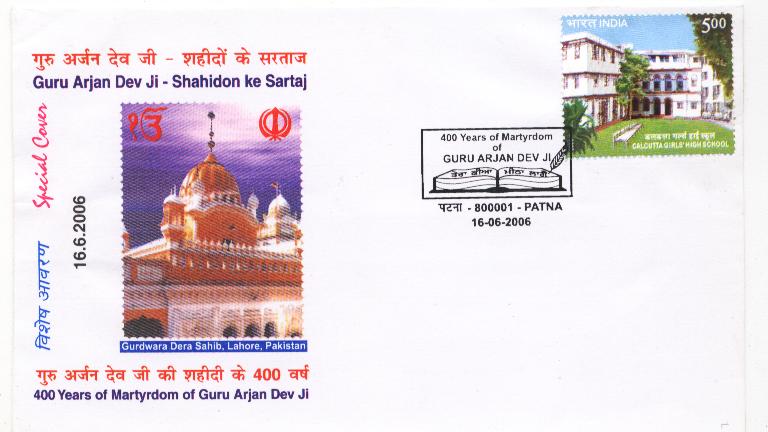 गुरु अर्जन देव जी - शहीदों के सरताज
Guru Arjan Dev Ji - Shahidon ke Sartaj
Special Cover
विशेष आवरण
16.6.2006
ੴ
Gurdwara Dera Sahib, Lahore, Pakistan
गुरु अर्जन देव जी की शहीदी के 400 वर्ष
400 Years of Martyrdom of Guru Arjan Dev Ji
400 Years of Martyrdom
of
GURU ARJAN DEV JI
ਤੇਰਾ ਕੀਆ ਮੀਠਾ ਲਾਗੈ
पटना - 800001 - PATNA
16-06-2006
भारत INDIA 500
कलकत्ता गर्ल्स हाई स्कूल
CALCUTTA GIRLS' HIGH SCHOOL